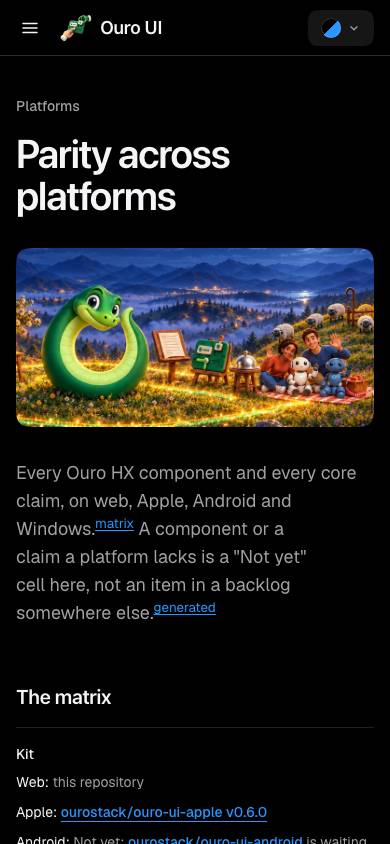 Ouro UI
Platforms
Parity across
platforms
Every Ouro HX component and every core
claim, on web, Apple, Android and
Windows.matrix A component or a
claim a platform lacks is a "Not yet"
cell here, not an item in a backlog
somewhere else.generated
The matrix
Kit
Web: this repository
Apple: ourostack/ouro-ui-apple v0.6.0
Android: Not yet: ourostack/ouro-ui-android is waiting